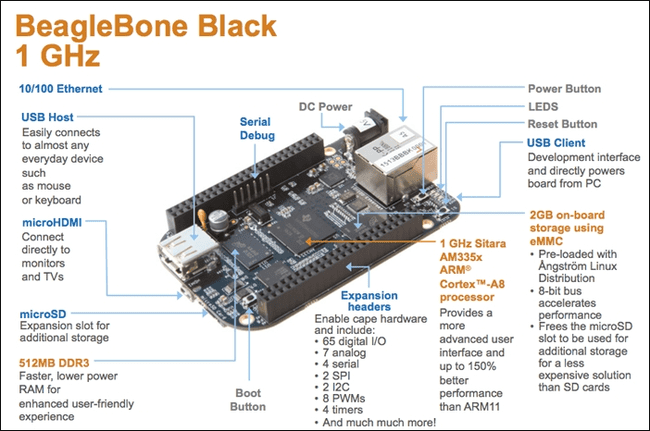 BeagleBone Black
1 GHz
10/100 Ethernet
USB Host
Easily connects
to almost any
everyday device
such
as mouse
or keyboard
microHDMI
Connect
directly to
monitors
and TVs
microSD
Expansion slot for
additional storage
512MB DDR3
Faster, lower power
RAM for
enhanced user-friendly
experience
Serial
Debug
DC Power
Boot
Button
Expansion
headers
Enable cape hardware
and include:
• 65 digital I/O
• 7 analog
• 4 serial
• 2 SPI
• 2 I2C
• 8 PWMs
• 4 timers
• And much much more!
1 GHz Sitara
AM335x
ARM®
Cortex™-A8
processor
Provides a
more
advanced user
interface and
up to 150%
better
performance
than ARM11
Power Button
LEDS
Reset Button
USB Client
Development interface
and directly powers
board from PC
2GB on-board
storage using
eMMC
• Pre-loaded with
Ångström Linux
Distribution
• 8-bit bus
accelerates
performance
• Frees the microSD
slot to be used for
additional storage
for a less
expensive solution
than SD cards